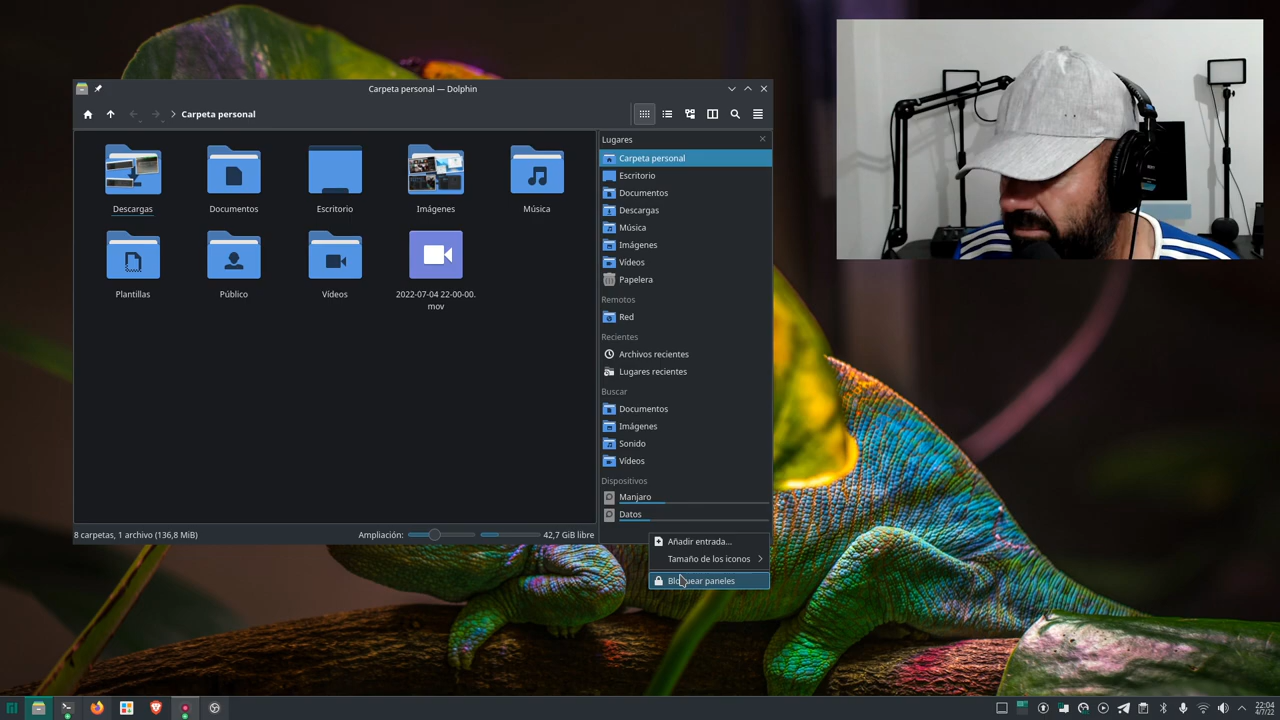 Carpeta personal — Dolphin
Carpeta personal
Descargas
Documentos
Escritorio
Imágenes
Música
Plantillas
Público
Vídeos
2022-07-04 22-00-00.
mov
Lugares
Carpeta personal
Escritorio
Documentos
Descargas
Música
Imágenes
Vídeos
Papelera
Remotos
Red
Recientes
Archivos recientes
Lugares recientes
Buscar
Documentos
Imágenes
Sonido
Vídeos
Dispositivos
Manjaro
Datos
8 carpetas, 1 archivo (136,8 MiB)
Ampliación:
42,7 GiB libre
Añadir entrada...
Tamaño de los iconos
Bloquear paneles
22:04
4/7/22